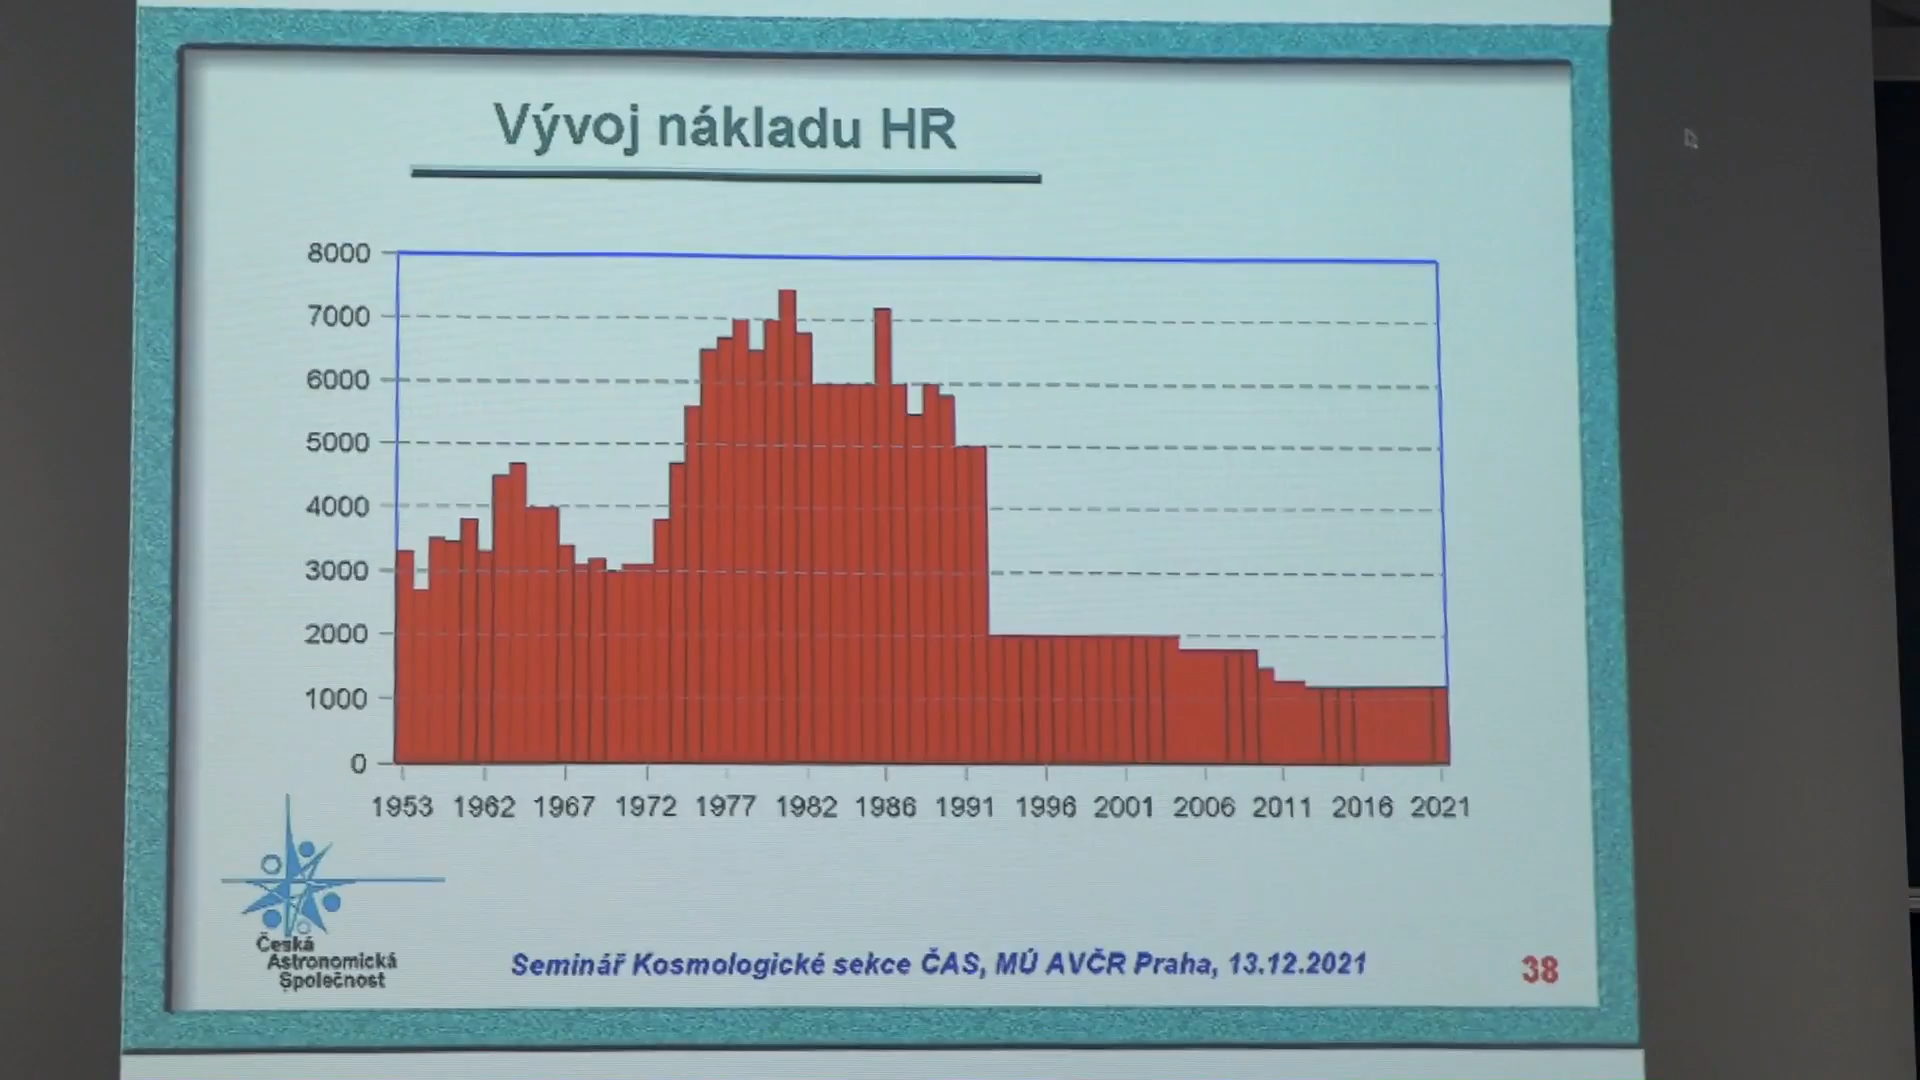 Vývoj nákladu HR
8000
7000
6000
5000
4000
3000
2000
1000
0
1953 1962 1967 1972 1977 1982 1986 1991 1996 2001 2006 2011 2016 2021
Česká
Astronomická
Společnost
Seminář Kosmologické sekce ČAS, MÚ AVČR Praha, 13.12.2021
38